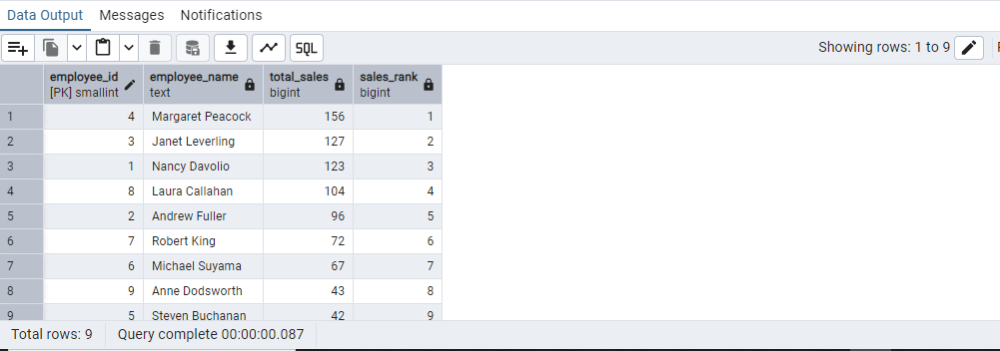 Data Output Messages Notifications
SQL Showing rows: 1 to 9
employee_id employee_name total_sales sales_rank
[PK] smallint text bigint bigint
1 4 Margaret Peacock 156 1
2 3 Janet Leverling 127 2
3 1 Nancy Davolio 123 3
4 8 Laura Callahan 104 4
5 2 Andrew Fuller 96 5
6 7 Robert King 72 6
7 6 Michael Suyama 67 7
8 9 Anne Dodsworth 43 8
9 5 Steven Buchanan 42 9
Total rows: 9 Query complete 00:00:00.087